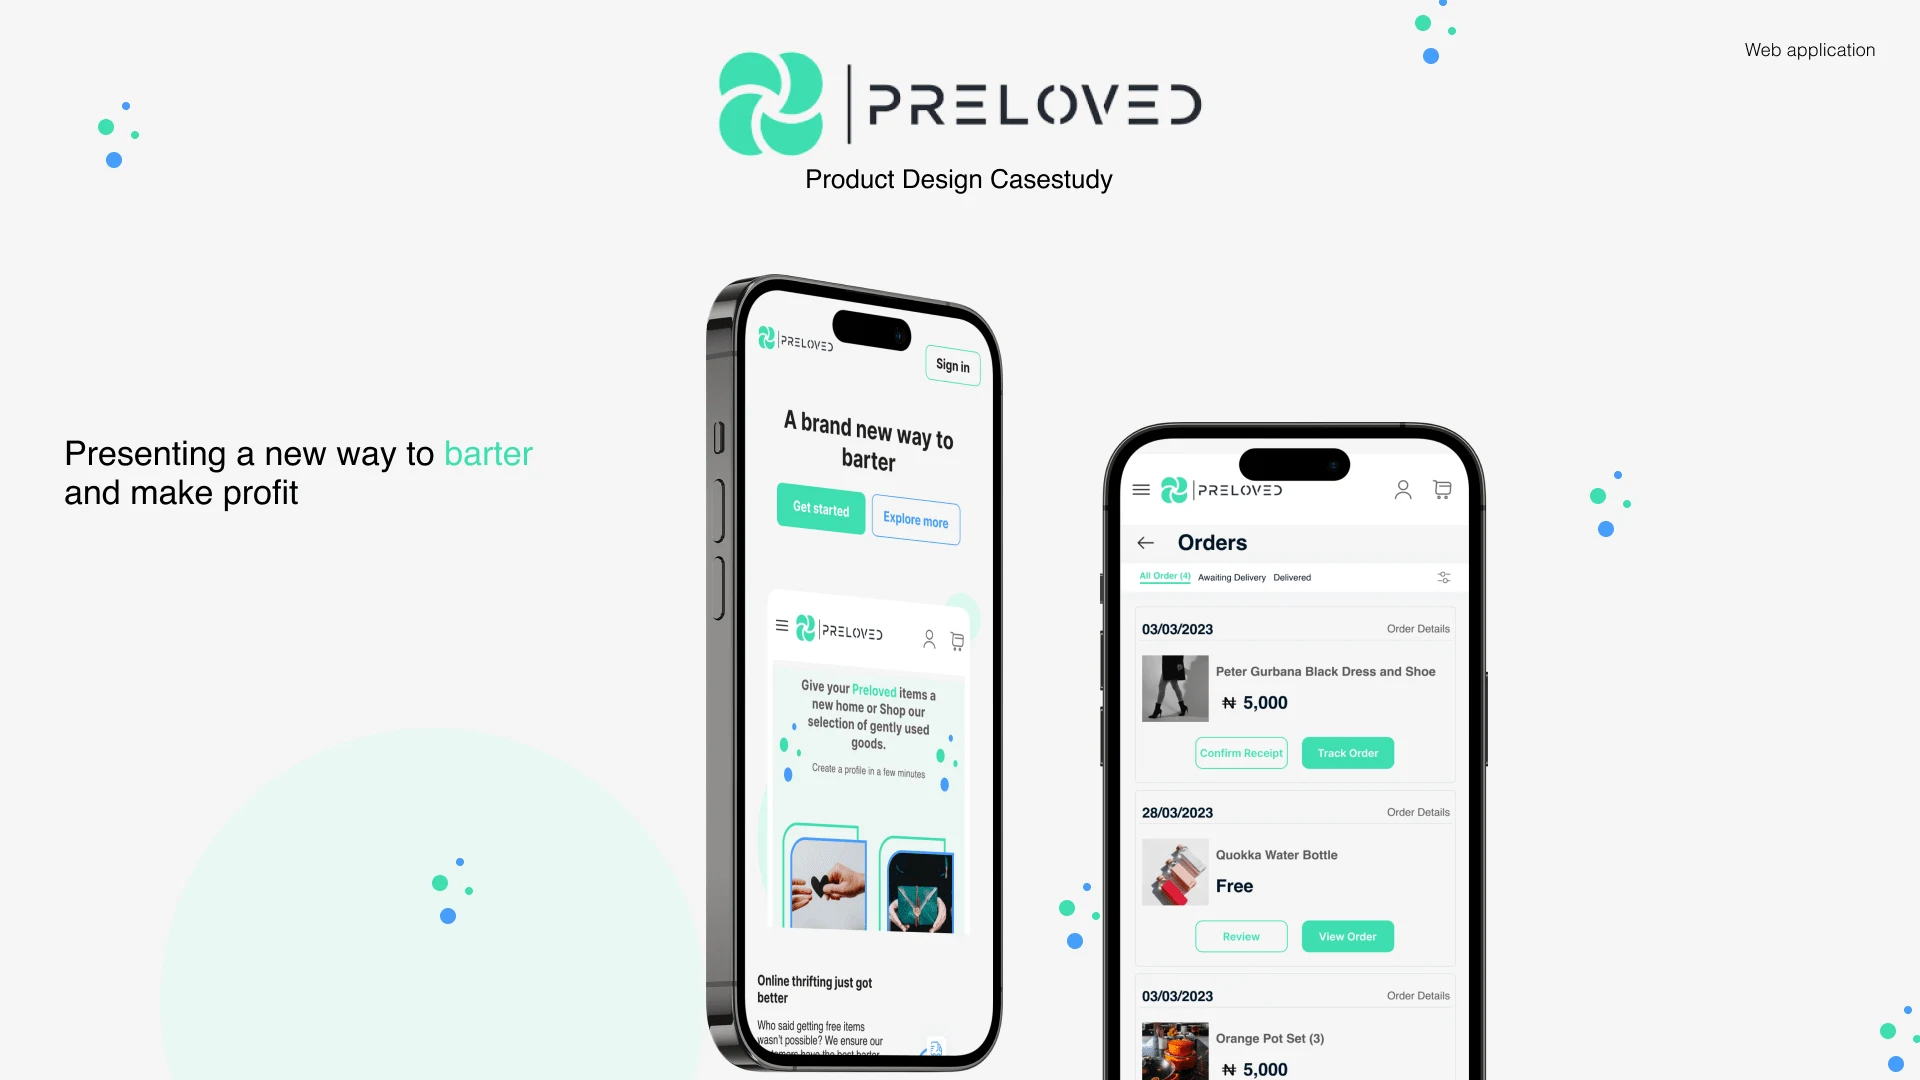 Web application
PRELOVED
Product Design Casestudy
Presenting a new way to barter
and make profit
PRELOVED
Sign in
A brand new way to
barter
Get started
Explore more
PRELOVED
Give your Preloved items a
new home or Shop our
selection of gently used
goods.
Create a profile in a few minutes
Online thrifting just got
better
Who said getting free items
wasn't possible? We ensure our
have the best barter
PRELOVED
Orders
All Order (4) Awaiting Delivery Delivered
03/03/2023 Order Details
Peter Gurbana Black Dress and Shoe
₦ 5,000
Confirm Receipt Track Order
28/03/2023 Order Details
Quokka Water Bottle
Free
Review View Order
03/03/2023 Order Details
Orange Pot Set (3)
₦ 5,000